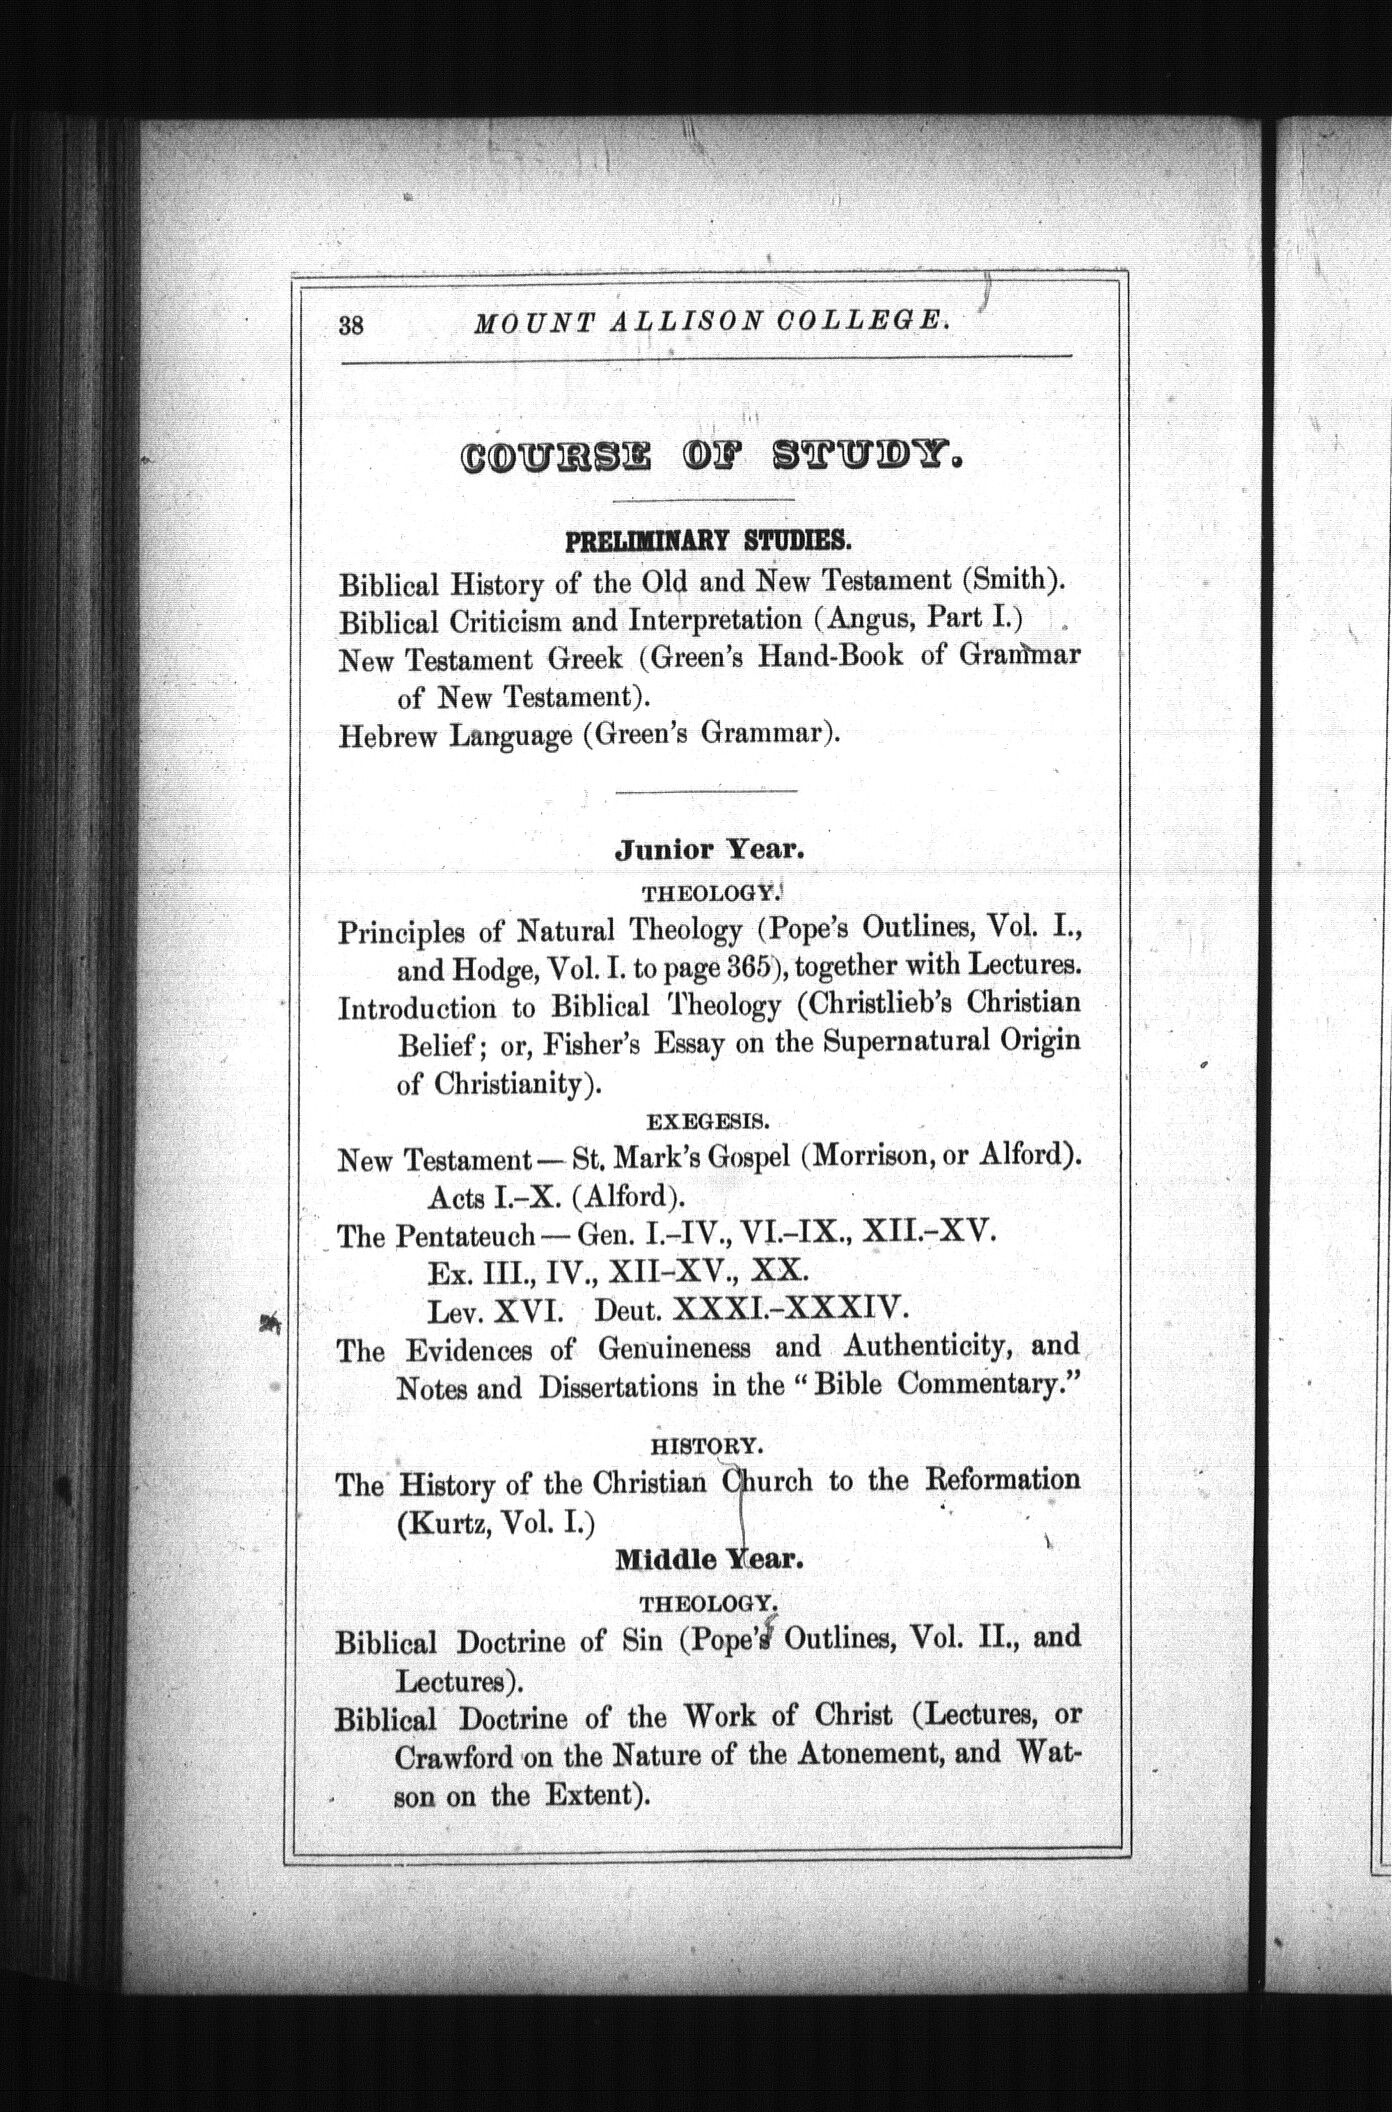 38 MOUNT ALLISON COLLEGE.
COURSE OF STUDY.
PRELIMINARY STUDIES.
Biblical History of the Old and New Testament (Smith).
Biblical Criticism and Interpretation (Angus, Part I.)
New Testament Greek (Green's Hand-Book of Grammar
of New Testament).
Hebrew Language (Green's Grammar).
Junior Year.
THEOLOGY.
Principles of Natural Theology (Pope's Outlines, Vol. I.,
and Hodge, Vol. I. to page 365), together with Lectures.
Introduction to Biblical Theology (Christlieb's Christian
Belief; or, Fisher's Essay on the Supernatural Origin
of Christianity).
EXEGESIS.
New Testament—St. Mark's Gospel (Morrison, or Alford).
Acts I.-X. (Alford).
The Pentateuch—Gen. I.-IV., VI.-IX., XII.-XV.
Ex. III., IV., XII-XV., XX.
Lev. XVI. Deut. XXXI.-XXXIV.
The Evidences of Genuineness and Authenticity, and
Notes and Dissertations in the "Bible Commentary."
HISTORY.
The History of the Christian Church to the Reformation
(Kurtz, Vol. I.)
Middle Year.
THEOLOGY.
Biblical Doctrine of Sin (Pope's Outlines, Vol. II., and
Lectures).
Biblical Doctrine of the Work of Christ (Lectures, or
Crawford on the Nature of the Atonement, and Wat-
son on the Extent).